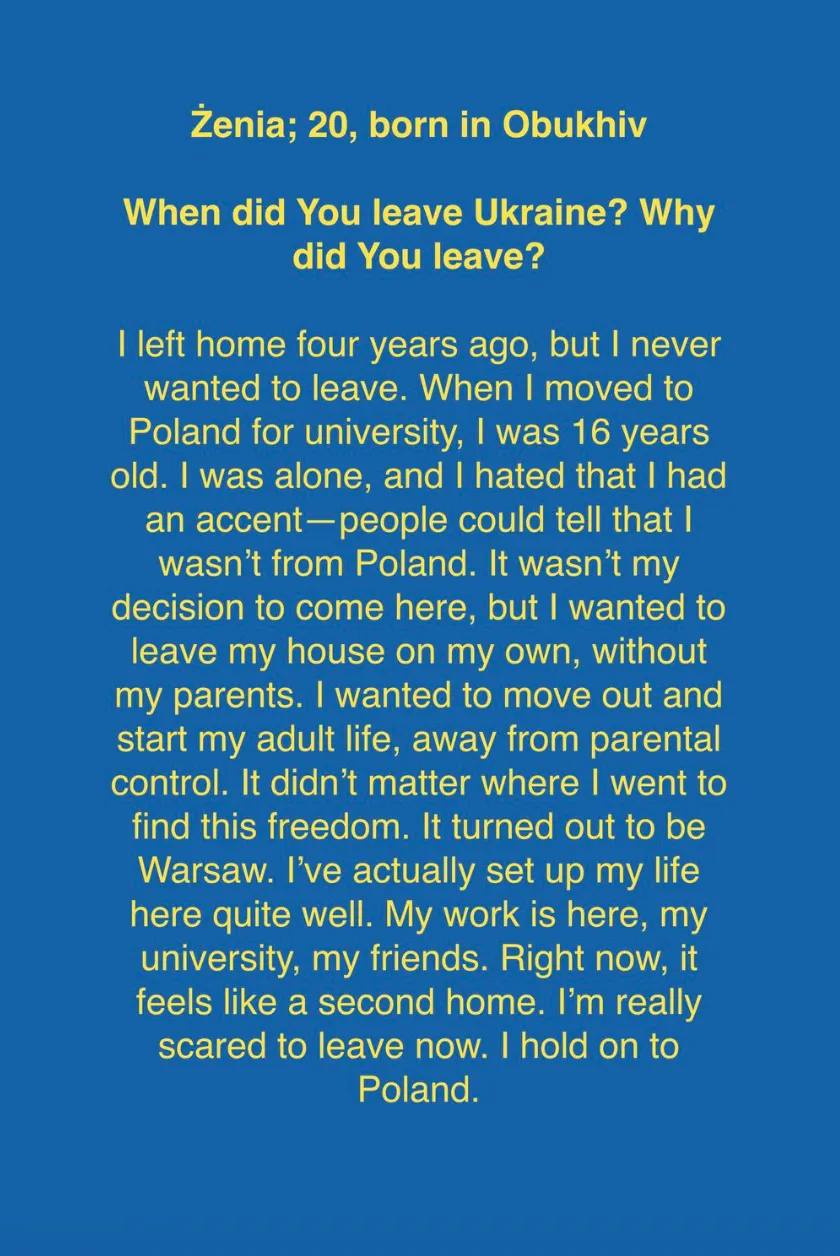 Żenia; 20, born in Obukhiv
When did You leave Ukraine? Why
did You leave?
I left home four years ago, but I never
wanted to leave. When I moved to
Poland for university, I was 16 years
old. I was alone, and I hated that I had
an accent—people could tell that I
wasn’t from Poland. It wasn’t my
decision to come here, but I wanted to
leave my house on my own, without
my parents. I wanted to move out and
start my adult life, away from parental
control. It didn’t matter where I went to
find this freedom. It turned out to be
Warsaw. I’ve actually set up my life
here quite well. My work is here, my
university, my friends. Right now, it
feels like a second home. I’m really
scared to leave now. I hold on to
Poland.